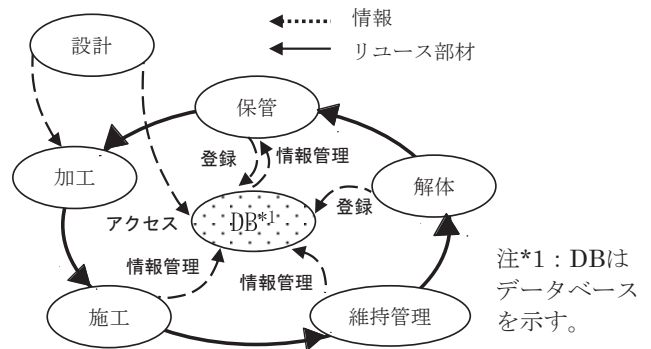 情報
リユース部材
設計
保管
登録
情報管理
加工
解体
アクセス
DB*1
登録
情報管理
情報管理
施工
維持管理
注*1：DBは
データベース
を示す。